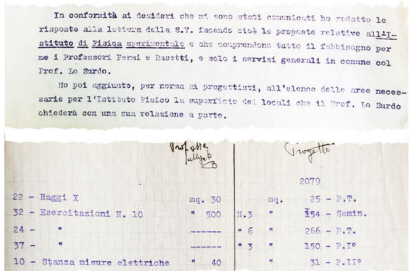 In conformità ai desideri che mi sono stati comunicati ho redatto le
risposte alla lettera della S.V. facendo cioè le proposte relative all'I-
stituto di Fisica sperimentale e che comprendono tutto il fabbisogno per
me i Professori Fermi e Rasetti, e solo i servizi generali in comune col
Prof. Lo Surdo.
Ho poi aggiunto, per norma ai progettisti, all'elenco delle aree neces-
sarie per l'Istituto Fisico la superficie dei locali che il Prof. Lo Surdo
chiederà con una sua relazione a parte.
Progetto
2079
22 - Raggi X mq. 30 mq. 25 - P.T.
32 - Esercitazioni N. 10 " 500 N.3 " 154 - Semin.
24 - " ------ " 6 " 266 - P.T.
37 - " ------ " 3 " 150 - P.I°
10 - Stanza misure elettriche " 40 " 31 - P.II°